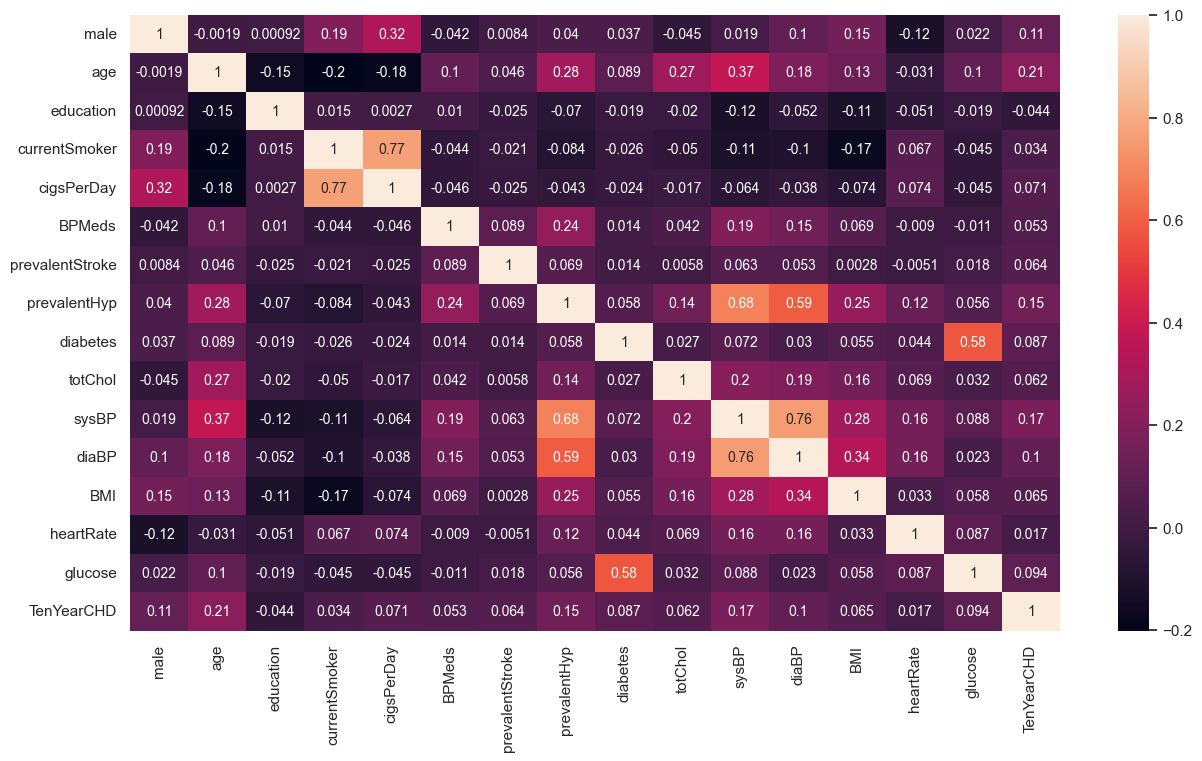 male 1 -0.0019 0.00092 0.19 0.32 -0.042 0.0084 0.04 0.037 -0.045 0.019 0.1 0.15 -0.12 0.022 0.11
age -0.0019 1 -0.15 -0.2 -0.18 0.1 0.046 0.28 0.089 0.27 0.37 0.18 0.13 -0.031 0.1 0.21
education 0.00092 -0.15 1 0.015 0.0027 0.01 -0.025 -0.07 -0.019 -0.02 -0.12 -0.052 -0.11 -0.051 -0.019 -0.044
currentSmoker 0.19 -0.2 0.015 1 0.77 -0.044 -0.021 -0.084 -0.026 -0.05 -0.11 -0.1 -0.17 0.067 -0.045 0.034
cigsPerDay 0.32 -0.18 0.0027 0.77 1 -0.046 -0.025 -0.043 -0.024 -0.017 -0.064 -0.038 -0.074 0.074 -0.045 0.071
BPMeds -0.042 0.1 0.01 -0.044 -0.046 1 0.089 0.24 0.014 0.042 0.19 0.15 0.069 -0.009 -0.011 0.053
prevalentStroke 0.0084 0.046 -0.025 -0.021 -0.025 0.089 1 0.069 0.014 0.0058 0.063 0.053 0.0028 -0.0051 0.018 0.064
prevalentHyp 0.04 0.28 -0.07 -0.084 -0.043 0.24 0.069 1 0.058 0.14 0.68 0.59 0.25 0.12 0.056 0.15
diabetes 0.037 0.089 -0.019 -0.026 -0.024 0.014 0.014 0.058 1 0.027 0.072 0.03 0.055 0.044 0.58 0.087
totChol -0.045 0.27 -0.02 -0.05 -0.017 0.042 0.0058 0.14 0.027 1 0.2 0.19 0.16 0.069 0.032 0.062
sysBP 0.019 0.37 -0.12 -0.11 -0.064 0.19 0.063 0.68 0.072 0.2 1 0.76 0.28 0.16 0.088 0.17
diaBP 0.1 0.18 -0.052 -0.1 -0.038 0.15 0.053 0.59 0.03 0.19 0.76 1 0.34 0.16 0.023 0.1
BMI 0.15 0.13 -0.11 -0.17 -0.074 0.069 0.0028 0.25 0.055 0.16 0.28 0.34 1 0.033 0.058 0.065
heartRate -0.12 -0.031 -0.051 0.067 0.074 -0.009 -0.0051 0.12 0.044 0.069 0.16 0.16 0.033 1 0.087 0.017
glucose 0.022 0.1 -0.019 -0.045 -0.045 -0.011 0.018 0.056 0.58 0.032 0.088 0.023 0.058 0.087 1 0.094
TenYearCHD 0.11 0.21 -0.044 0.034 0.071 0.053 0.064 0.15 0.087 0.062 0.17 0.1 0.065 0.017 0.094 1
male age education currentSmoker cigsPerDay BPMeds prevalentStroke prevalentHyp diabetes totChol sysBP diaBP BMI heartRate glucose TenYearCHD
1.0
0.8
0.6
0.4
0.2
0.0
−0.2